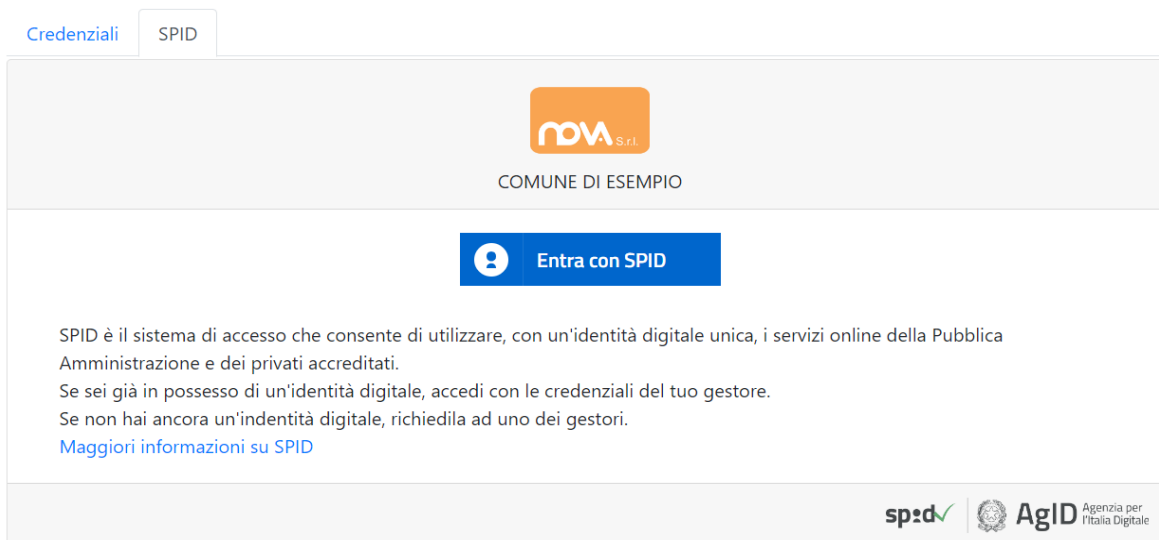 Credenziali SPID
NOVA S.r.l.
COMUNE DI ESEMPIO
Entra con SPID
SPID è il sistema di accesso che consente di utilizzare, con un'identità digitale unica, i servizi online della Pubblica
Amministrazione e dei privati accreditati.
Se sei già in possesso di un'identità digitale, accedi con le credenziali del tuo gestore.
Se non hai ancora un'indentità digitale, richiedila ad uno dei gestori.
Maggiori informazioni su SPID
spid AgID Agenzia per
l'Italia Digitale